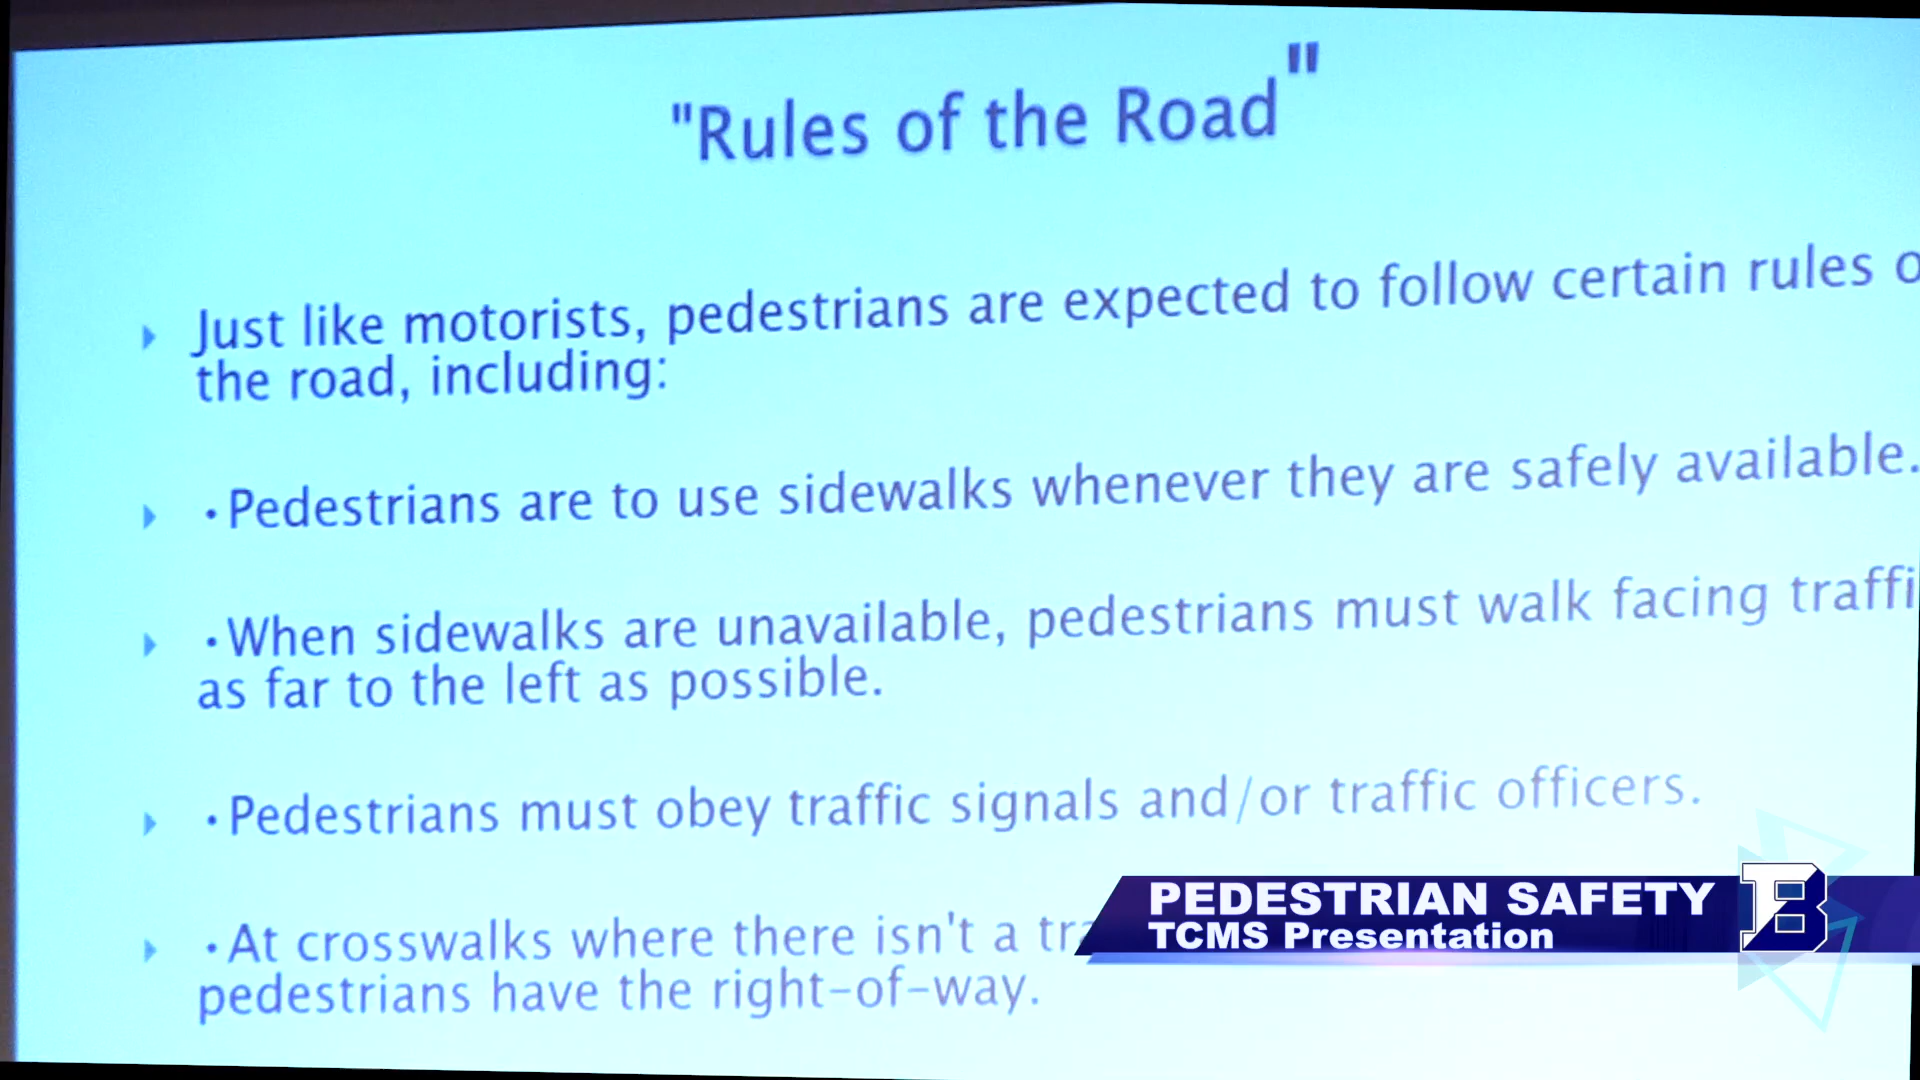 "Rules of the Road"
Just like motorists, pedestrians are expected to follow certain rules
the road, including:
•Pedestrians are to use sidewalks whenever they are safely available.
•When sidewalks are unavailable, pedestrians must walk facing
as far to the left as possible.
•Pedestrians must obey traffic signals and/or traffic officers.
•At crosswalks where there isn't a
pedestrians have the right-of-way.
PEDESTRIAN SAFETY
TCMS Presentation
B